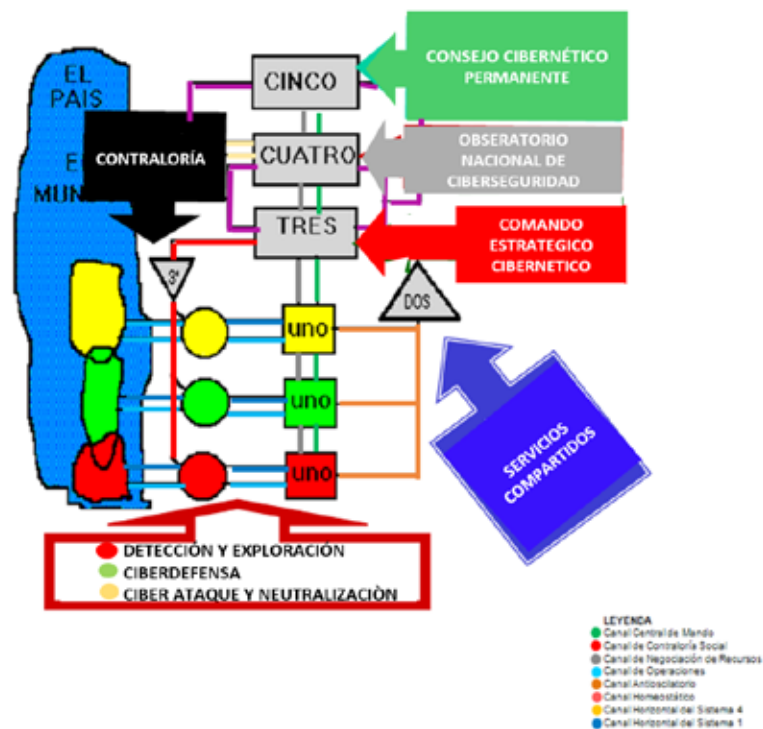 EL
PAIS
E
MUN
CONTRALORÍA
CINCO
CUATRO
TRES
3*
DOS
uno
uno
uno
CONSEJO CIBERNÉTICO
PERMANENTE
OBSERATORIO
NACIONAL DE
CIBERSEGURIDAD
COMANDO
ESTRATEGICO
CIBERNETICO
SERVICIOS
COMPARTIDOS
DETECCIÓN Y EXPLORACIÓN
CIBERDEFENSA
CIBER ATAQUE Y NEUTRALIZACIÒN
LEYENDA
Canal Central de Mando
Canal de Contraloría Social
Canal de Negociación de Recursos
Canal de Operaciones
Canal Antioscilatorio
Canal Homeostático
Canal Horizontal del Sistema 4
Canal Horizontal del Sistema 1